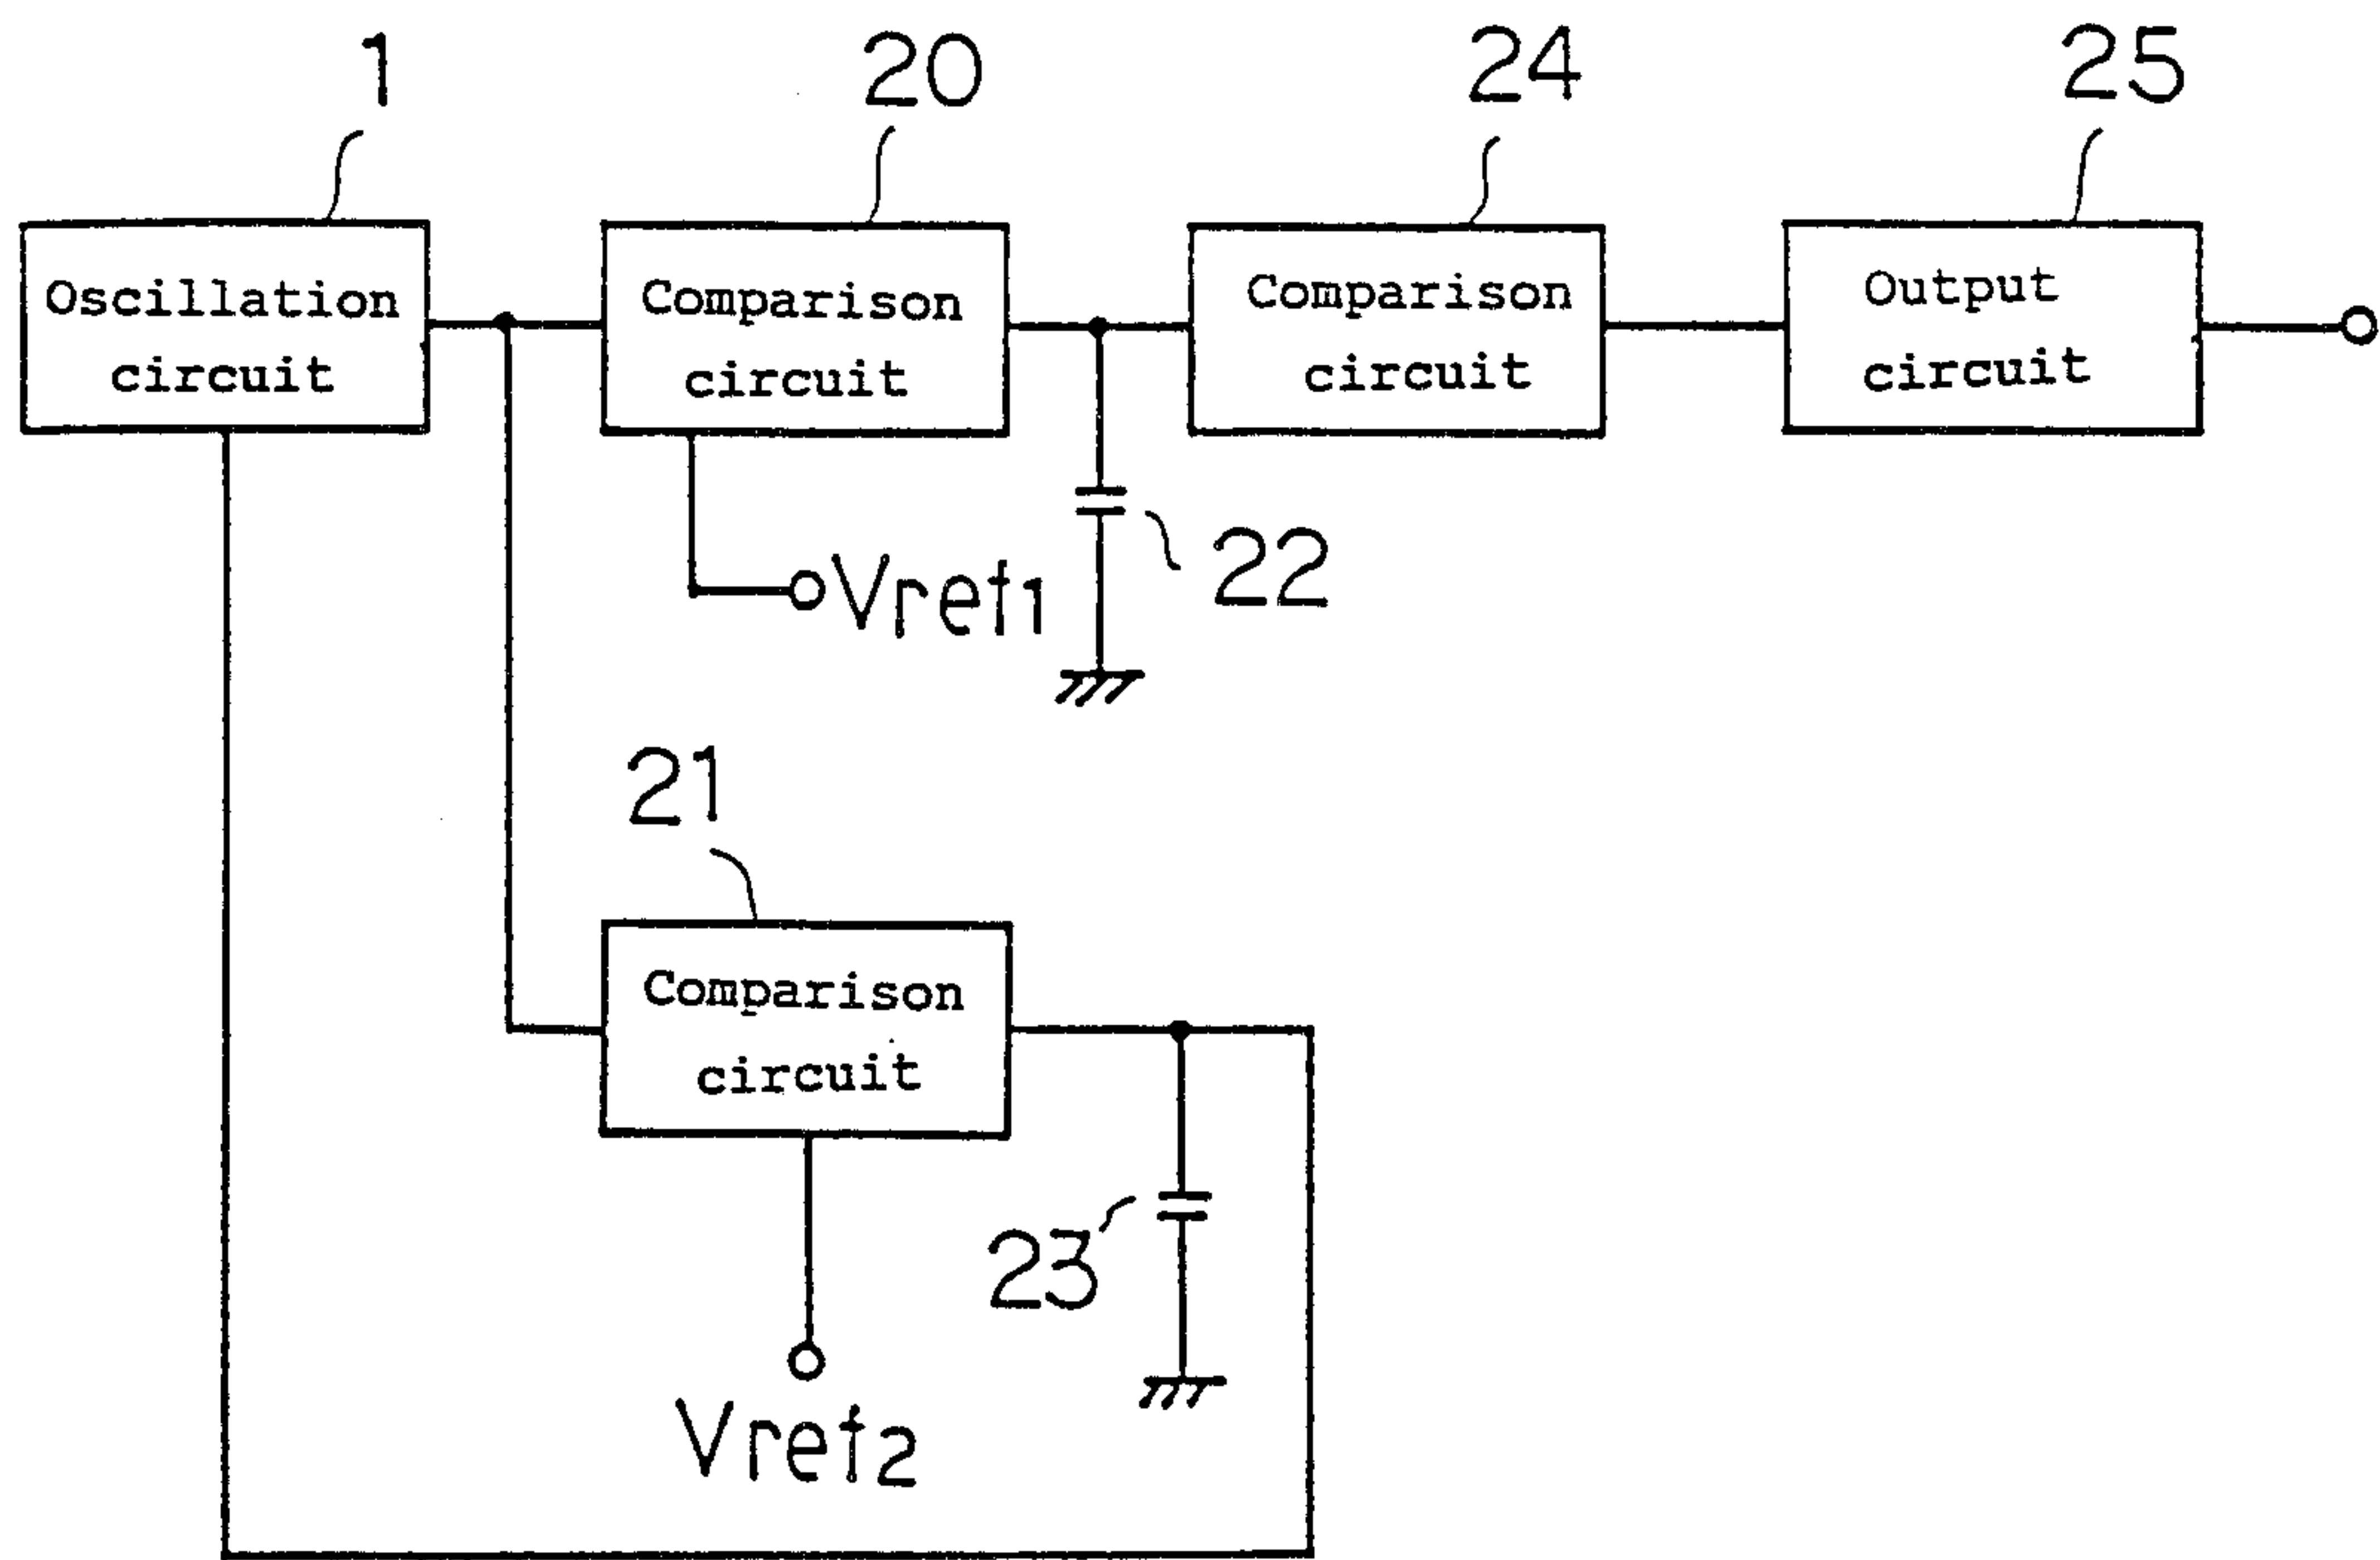 1
20
24
25
Oscillation
circuit
Comparison
circuit
Comparison
circuit
Output
circuit
Vref1
22
21
Comparison
circuit
23
Vref2